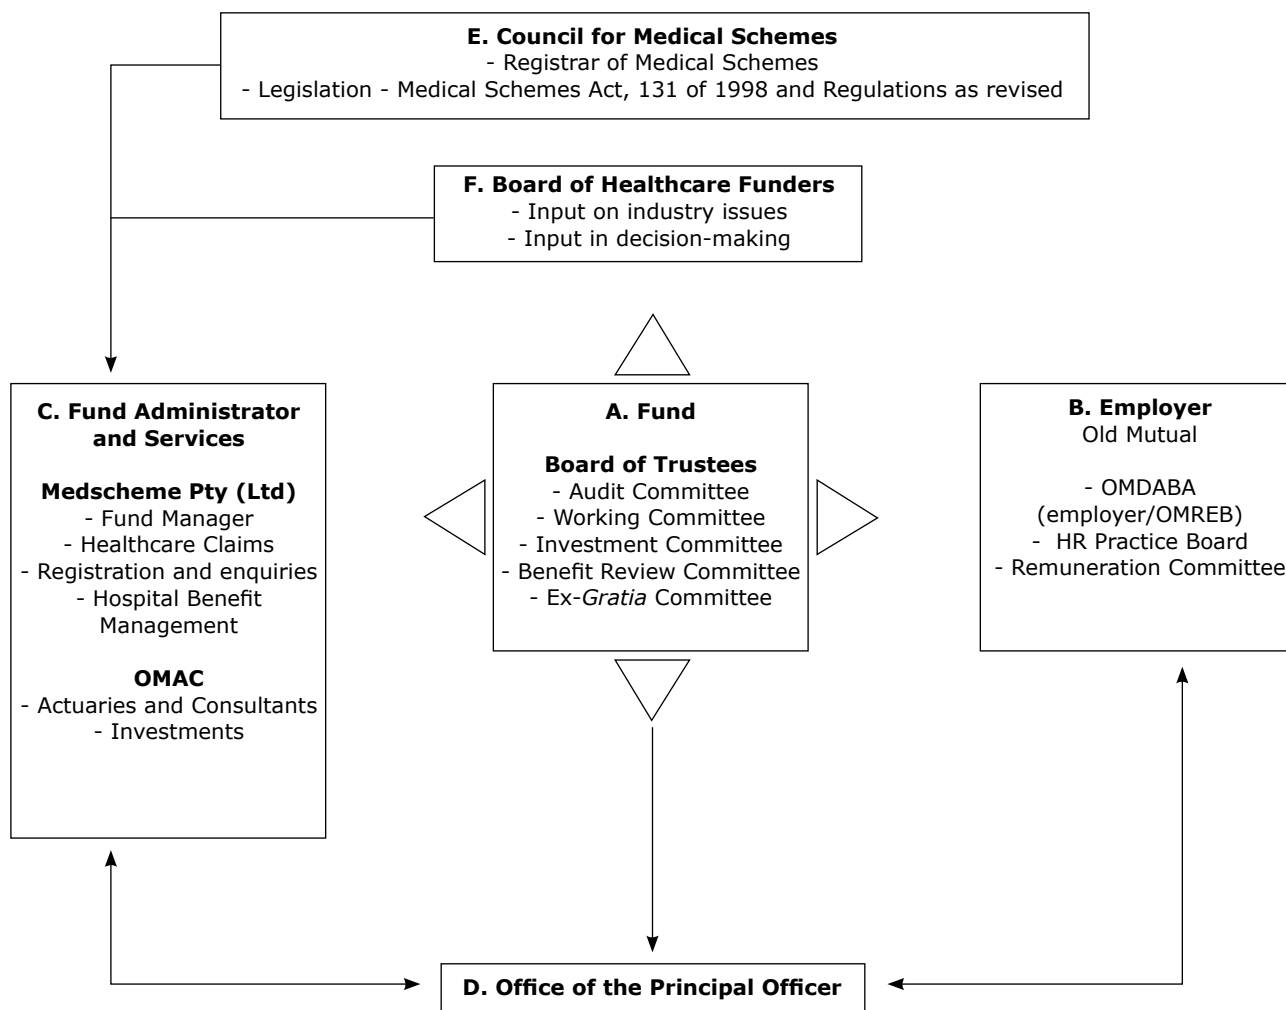 E. Council for Medical Schemes
- Registrar of Medical Schemes
- Legislation - Medical Schemes Act, 131 of 1998 and Regulations as revised
F. Board of Healthcare Funders
- Input on industry issues
- Input in decision-making
C. Fund Administrator
and Services
Medscheme Pty (Ltd)
- Fund Manager
- Healthcare Claims
- Registration and enquiries
- Hospital Benefit
Management
OMAC
- Actuaries and Consultants
- Investments
A. Fund
Board of Trustees
- Audit Committee
- Working Committee
- Investment Committee
- Benefit Review Committee
- Ex-Gratia Committee
B. Employer
Old Mutual
- OMDABA
(employer/OMREB)
- HR Practice Board
- Remuneration Committee
D. Office of the Principal Officer